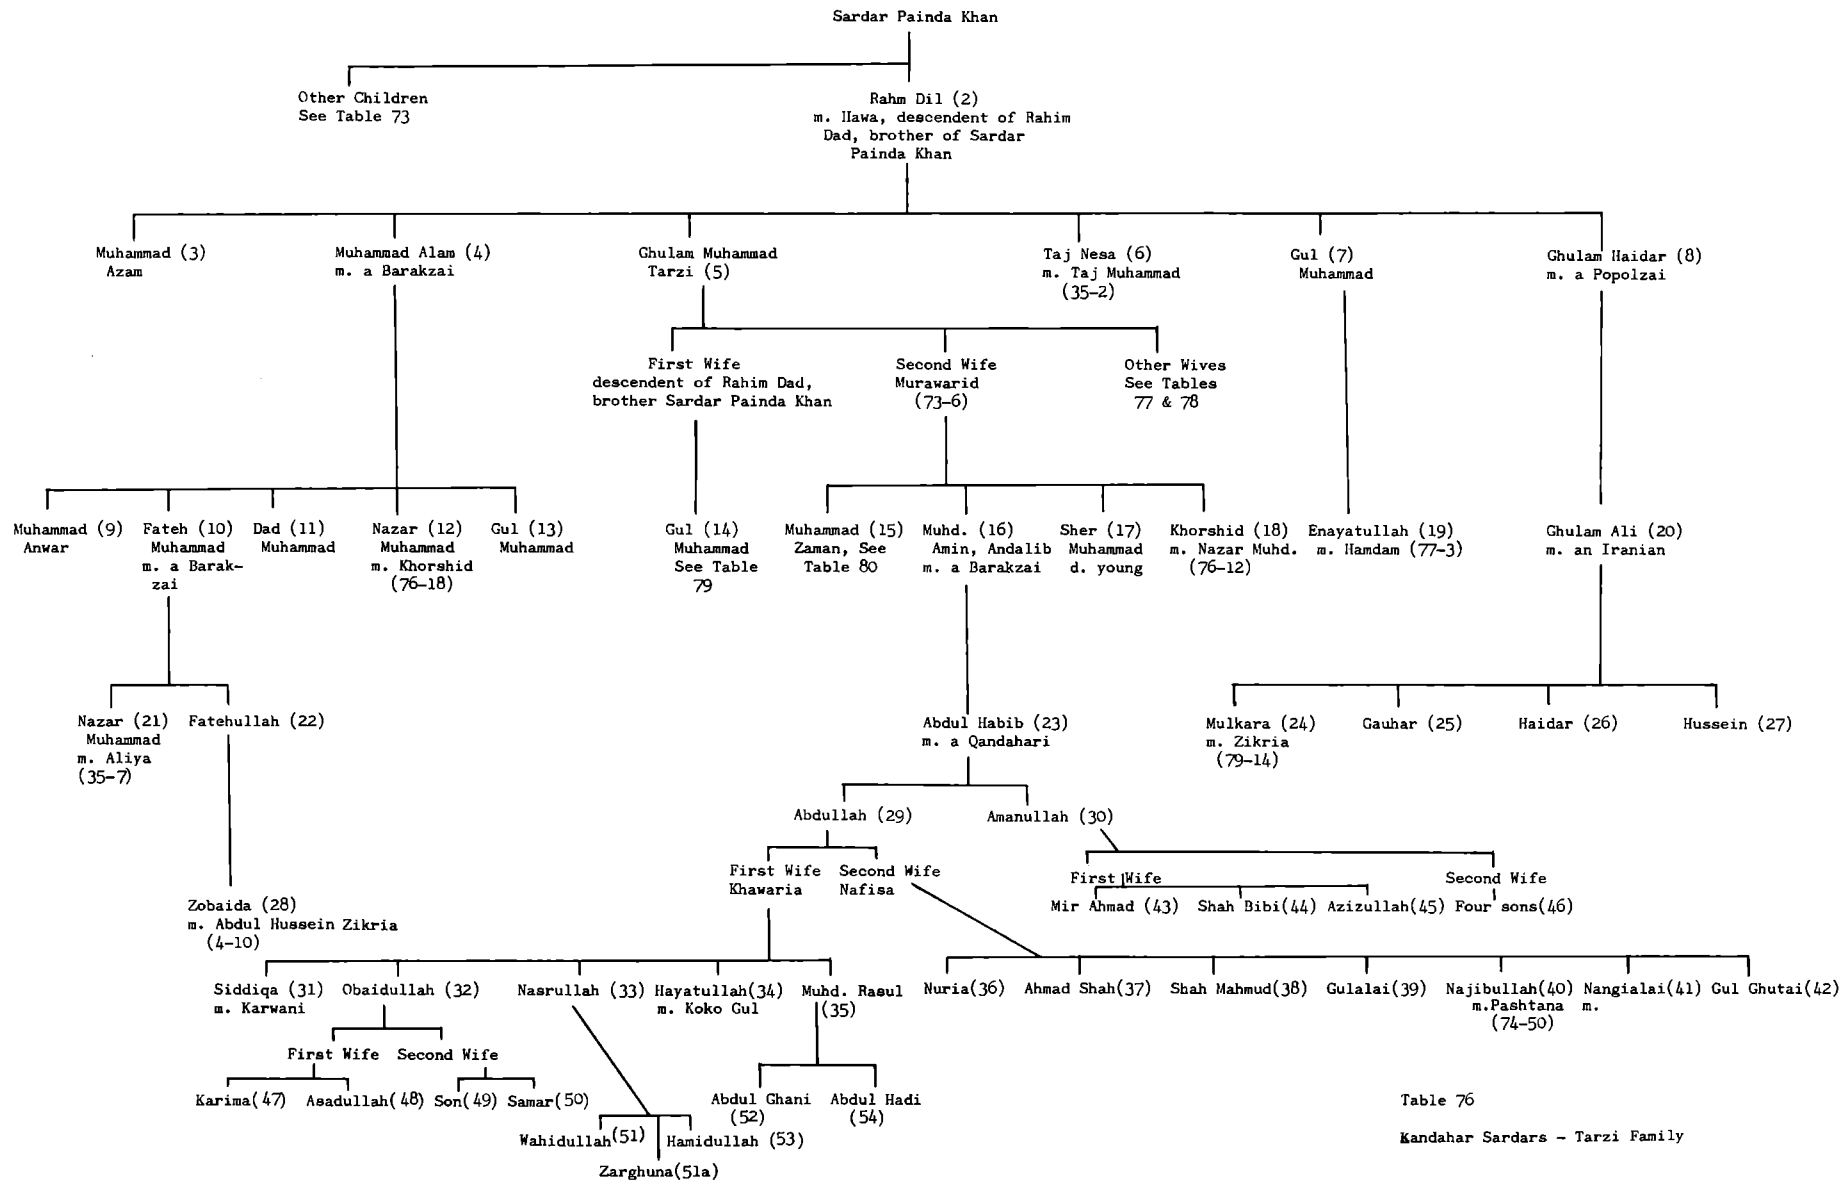 Sardar Painda Khan
Other Children
See Table 73
Rahm Dil (2)
m. Hawa, descendent of Rahim
Dad, brother of Sardar
Painda Khan
Muhammad (3)
Azam
Muhammad Alam (4)
m. a Barakzai
Ghulam Muhammad
Tarzi (5)
Taj Nesa (6)
m. Taj Muhammad
(35-2)
Gul (7)
Muhammad
Ghulam Haidar (8)
m. a Popolzai
First Wife
descendent of Rahim Dad,
brother Sardar Painda Khan
Second Wife
Murawarid
(73-6)
Other Wives
See Tables
77 & 78
Muhammad (9)
Anwar
Fateh (10)
Muhammad
m. a Barak-
zai
Dad (11)
Muhammad
Nazar (12)
Muhammad
m. Khorshid
(76-18)
Gul (13)
Muhammad
Gul (14)
Muhammad
See Table
79
Muhammad (15)
Zaman, See
Table 80
Muhd. (16)
Amin, Andalib
m. a Barakzai
Sher (17)
Muhammad
d. young
Khorshid (18)
m. Nazar Muhd.
(76-12)
Enayatullah (19)
m. Hamdam (77-3)
Ghulam Ali (20)
m. an Iranian
Nazar (21)
Muhammad
m. Aliya
(35-7)
Fatehullah (22)
Abdul Habib (23)
m. a Qandahari
Mulkara (24)
m. Zikria
(79-14)
Gauhar (25)
Haidar (26)
Hussein (27)
Abdullah (29)
Amanullah (30)
First Wife
Khawaria
Second Wife
Nafisa
First Wife
Second Wife
Mir Ahmad (43)
Shah Bibi(44)
Azizullah(45)
Four sons(46)
Zobaida (28)
m. Abdul Hussein Zikria
(4-10)
Siddiqa (31)
m. Karwani
Obaidullah (32)
Nasrullah (33)
Hayatullah(34)
m. Koko Gul
Muhd. Rasul
(35)
Nuria(36)
Ahmad Shah(37)
Shah Mahmud(38)
Gulalai(39)
Najibullah(40)
m.Pashtana
(74-50)
Nangialai(41)
m.
Gul Ghutai(42)
First Wife
Second Wife
Karima(47)
Asadullah(48)
Son(49)
Samar(50)
Abdul Ghani
(52)
Abdul Hadi
(54)
Wahidullah(51)
Hamidullah (53)
Zarghuna(51a)
Table 76
Kandahar Sardars - Tarzi Family